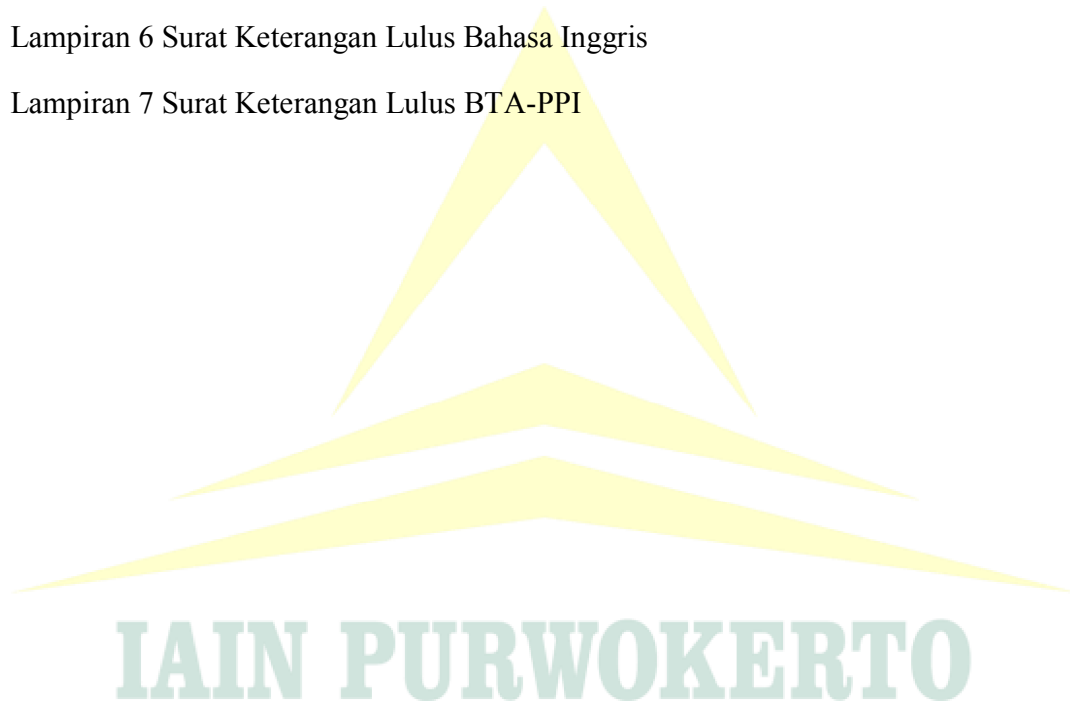 Lampiran 6 Surat Keterangan Lulus Bahasa Inggris
Lampiran 7 Surat Keterangan Lulus BTA-PPI
IAIN PURWOKERTO